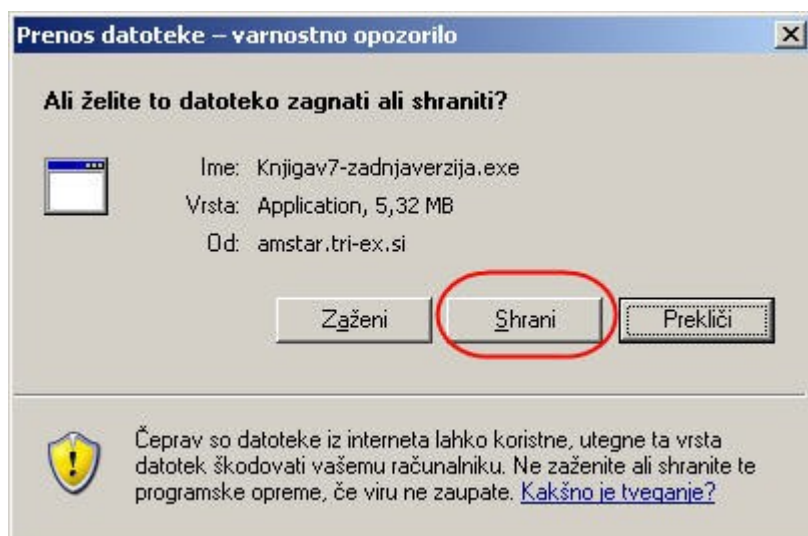 Prenos datoteke – varnostno opozorilo
Ali želite to datoteko zagnati ali shraniti?
Ime: Knjigav7-zadnjaverzija.exe
Vrsta: Application, 5,32 MB
Od: amstar.tri-ex.si
Zaženi Shrani Prekliči
Čeprav so datoteke iz interneta lahko koristne, utegne ta vrsta
datotek škodovati vašemu računalniku. Ne zaženite ali shranite te
programske opreme, če viru ne zaupate. Kakšno je tveganje?